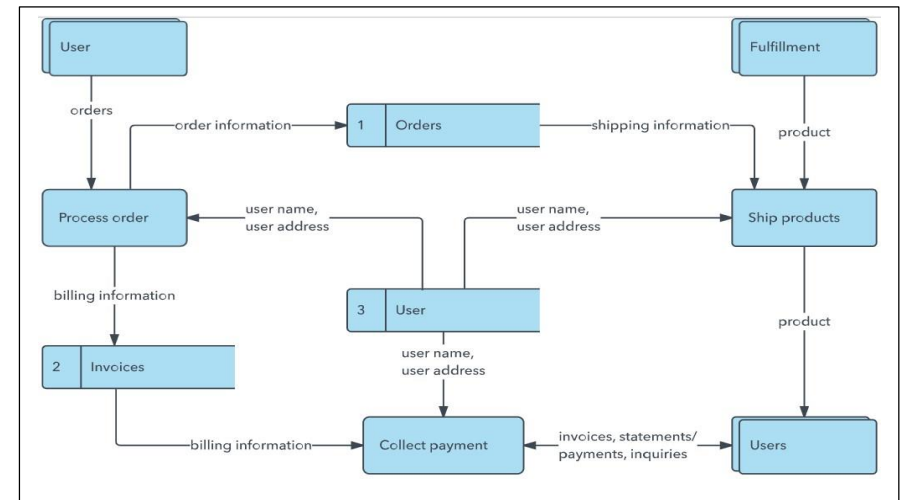 User
Fulfillment
orders
order information
1 Orders
shipping information
product
Process order
user name,
user address
user name,
user address
Ship products
billing information
3 User
product
2 Invoices
user name,
user address
billing information
Collect payment
invoices, statements/
payments, inquiries
Users